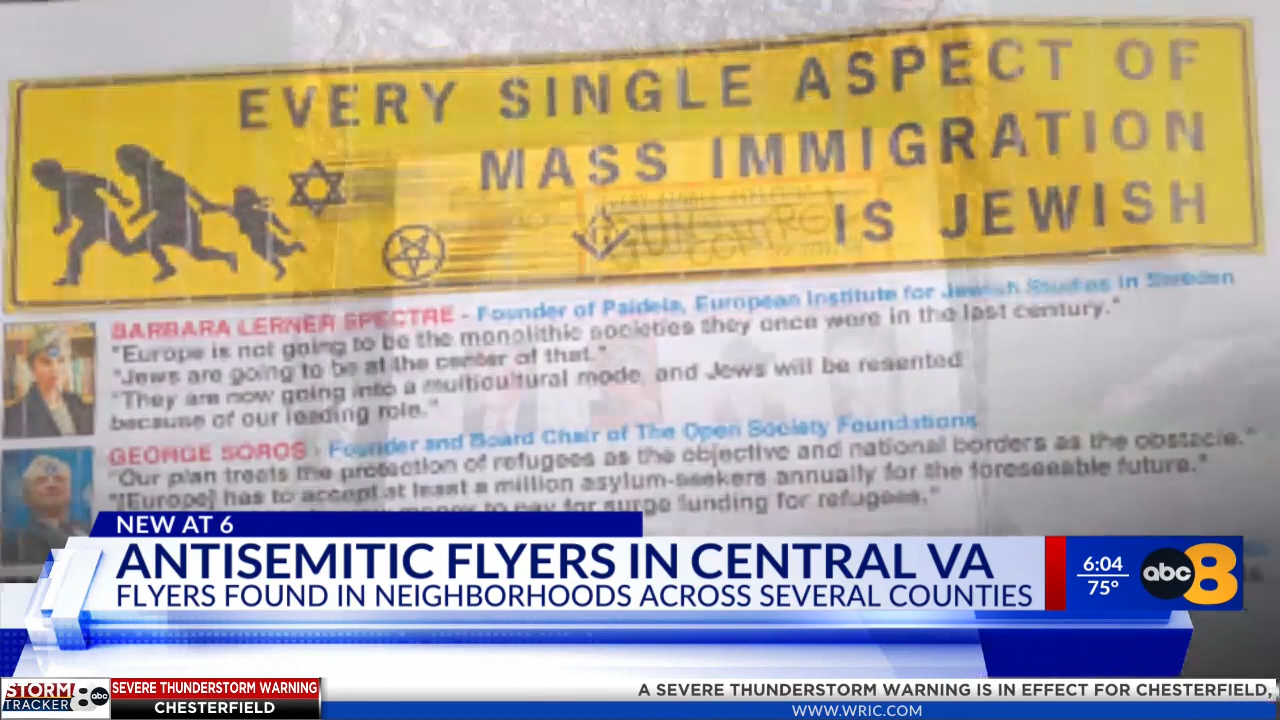 EVERY SINGLE ASPECT OF
MASS IMMIGRATION
IS JEWISH
BARBARA LERNER SPECTRE - Founder of Paideia, European Institute for Jewish Studies in Sweden
"Europe is not going to be the monolithic societies they once were in the last century."
"Jews are going to be at the center of that."
"They are now going into a multicultural mode, and Jews will be resented
because of our leading role."
GEORGE SOROS - Founder and Board Chair of The Open Society Foundations
"Our plan treats the protection of refugees as the objective and national borders as the obstacle."
"[Europe] has to accept at least a million asylum-seekers annually for the foreseeable future."
money to pay for surge funding for refugees."
NEW AT 6
ANTISEMITIC FLYERS IN CENTRAL VA
FLYERS FOUND IN NEIGHBORHOODS ACROSS SEVERAL COUNTIES
6:04
75°
abc 8
STORM TRACKER 8 abc
SEVERE THUNDERSTORM WARNING
CHESTERFIELD
A SEVERE THUNDERSTORM WARNING IS IN EFFECT FOR CHESTERFIELD,
WWW.WRIC.COM